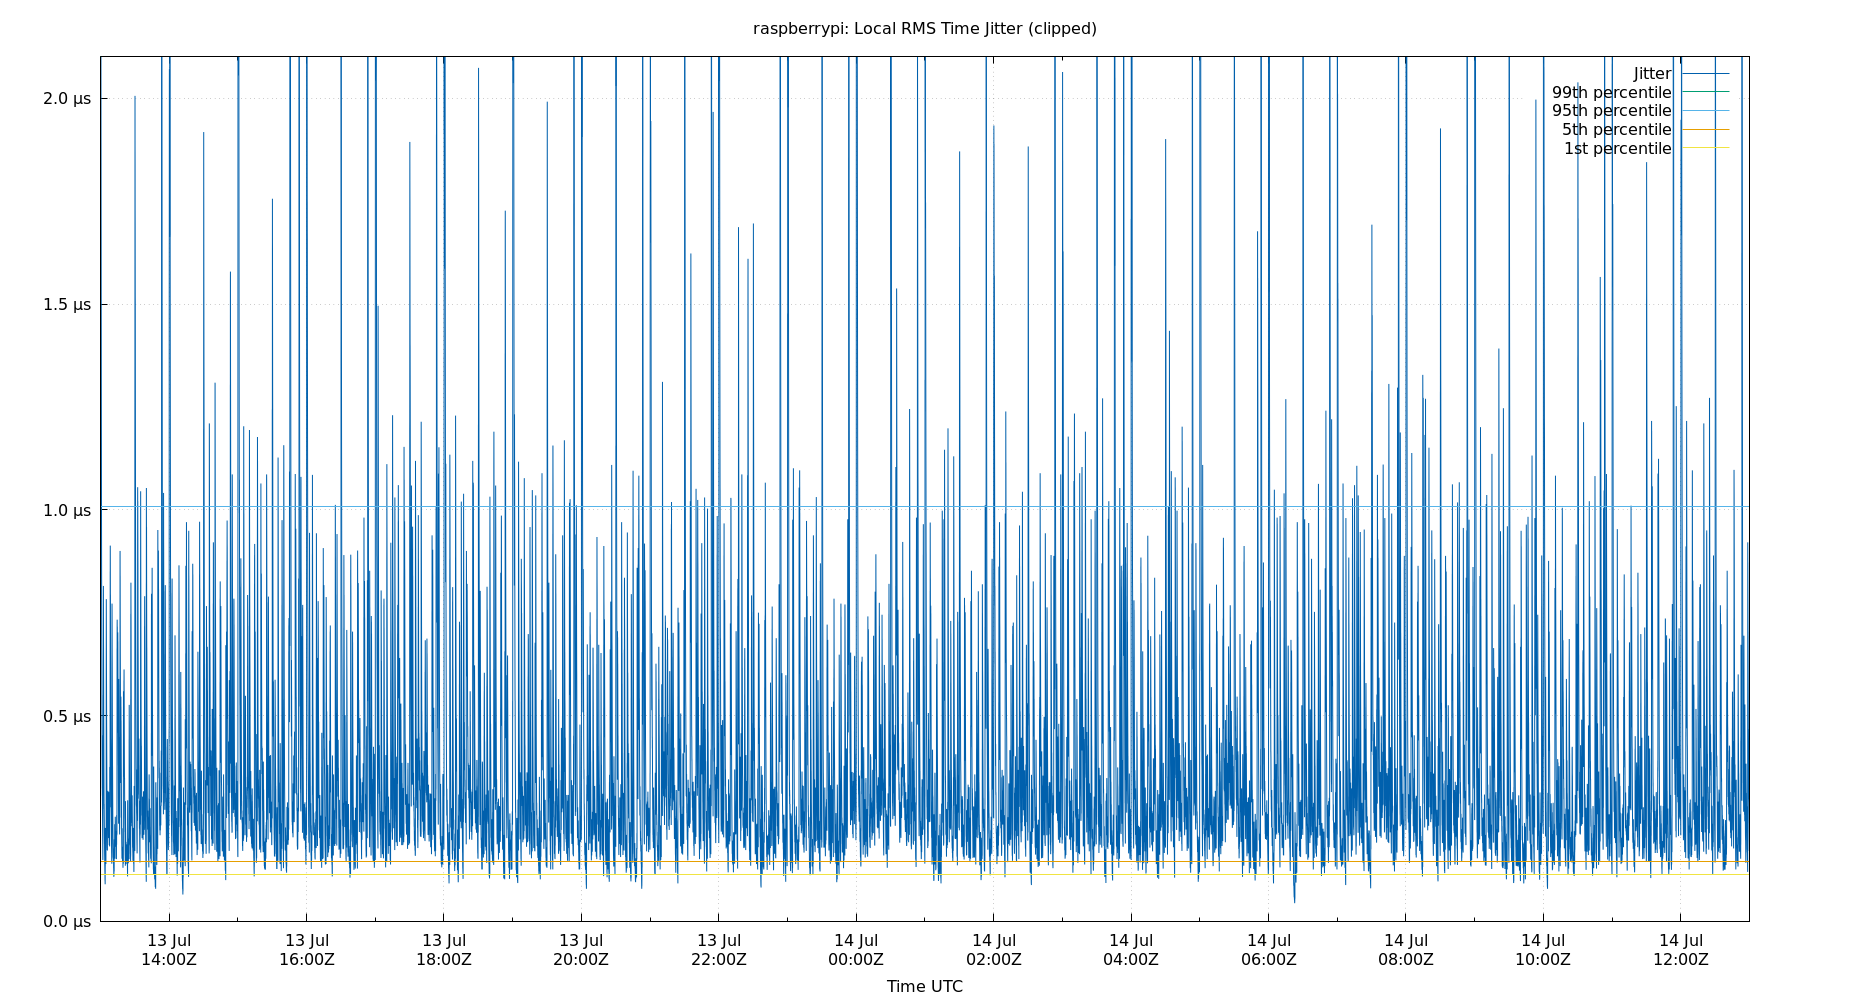 raspberrypi: Local RMS Time Jitter (clipped)
Jitter
99th percentile
95th percentile
5th percentile
1st percentile
2.0 µs
1.5 µs
1.0 µs
0.5 µs
0.0 µs
13 Jul 13 Jul 13 Jul 13 Jul 13 Jul 14 Jul 14 Jul 14 Jul 14 Jul 14 Jul 14 Jul 14 Jul
14:00Z 16:00Z 18:00Z 20:00Z 22:00Z 00:00Z 02:00Z 04:00Z 06:00Z 08:00Z 10:00Z 12:00Z
Time UTC